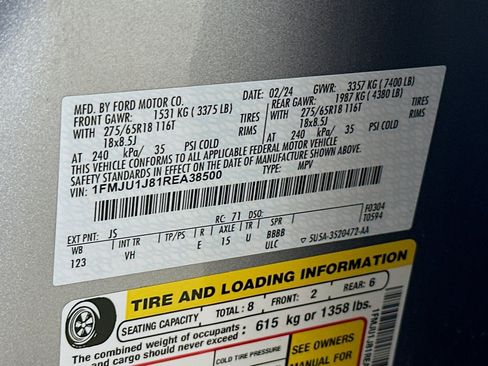 MFD. BY FORD MOTOR CO. 02/24 GVWR: 3357 KG ( 7400 LB)
FRONT GAWR: 1531 KG ( 3375 LB) REAR GAWR: 1987 KG ( 4380 LB)
WITH 275/65R18 116T TIRES WITH 275/65R18 116T TIRES
18x8.5J RIMS 18x8.5J RIMS
AT 240 kPa/ 35 PSI COLD AT 240 kPa/ 35 PSI COLD
THIS VEHICLE CONFORMS TO ALL APPLICABLE FEDERAL MOTOR VEHICLE
SAFETY STANDARDS IN EFFECT ON THE DATE OF MANUFACTURE SHOWN ABOVE.
VIN: 1FMJU1J81REA38500 TYPE: MPV
EXT PNT: JS RC: 71 DSO: F0304
WB INT TR TP/PS R AXLE TR SPR T0594
123 VH E 15 U BBBB
ULC 5U5A-3520472-AA
TIRE AND LOADING INFORMATION
SEATING CAPACITY TOTAL: 8 FRONT: 2 REAR: 6
The combined weight of occupants
and cargo should never exceed: 615 kg or 1358 lbs.
COLD TIRE PRESSURE SEE OWNERS
MANUAL FOR